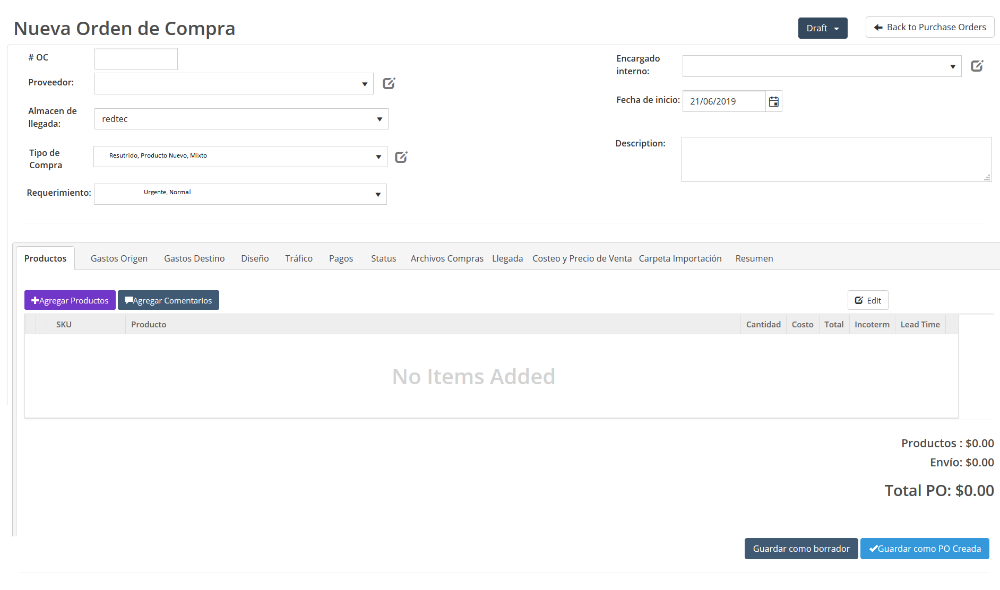 Nueva Orden de Compra
Draft
Back to Purchase Orders
# OC
Proveedor:
Almacen de
llegada:
redtec
Tipo de
Compra
Resutrido, Producto Nuevo, Mixto
Requerimiento:
Urgente, Normal
Encargado
interno:
Fecha de inicio:
21/06/2019
Description:
Productos
Gastos Origen
Gastos Destino
Diseño
Tráfico
Pagos
Status
Archivos Compras
Llegada
Costeo y Precio de Venta
Carpeta Importación
Resumen
Agregar Productos
Agregar Comentarios
Edit
SKU
Producto
Cantidad
Costo
Total
Incoterm
Lead Time
No Items Added
Productos : $0.00
Envío: $0.00
Total PO: $0.00
Guardar como borrador
Guardar como PO Creada